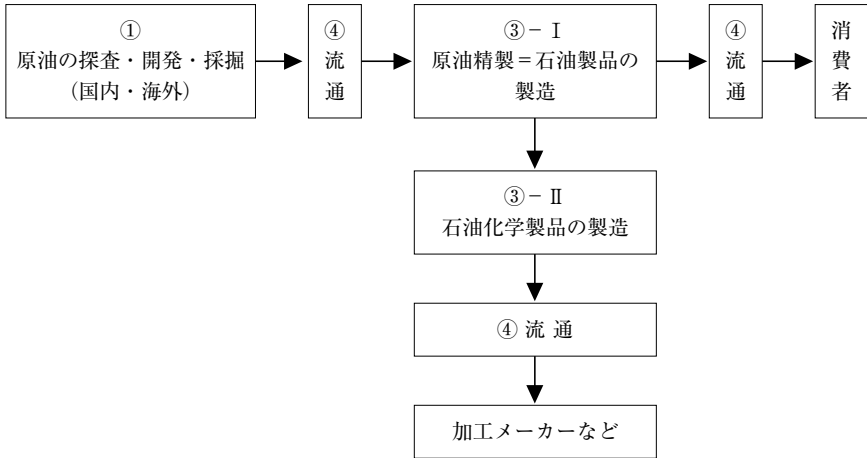 ①
原油の探査・開発・採掘
（国内・海外）
④
流
通
③－Ⅰ
原油精製＝石油製品の
製造
④
流
通
消
費
者
③－Ⅱ
石油化学製品の製造
④ 流 通
加工メーカーなど